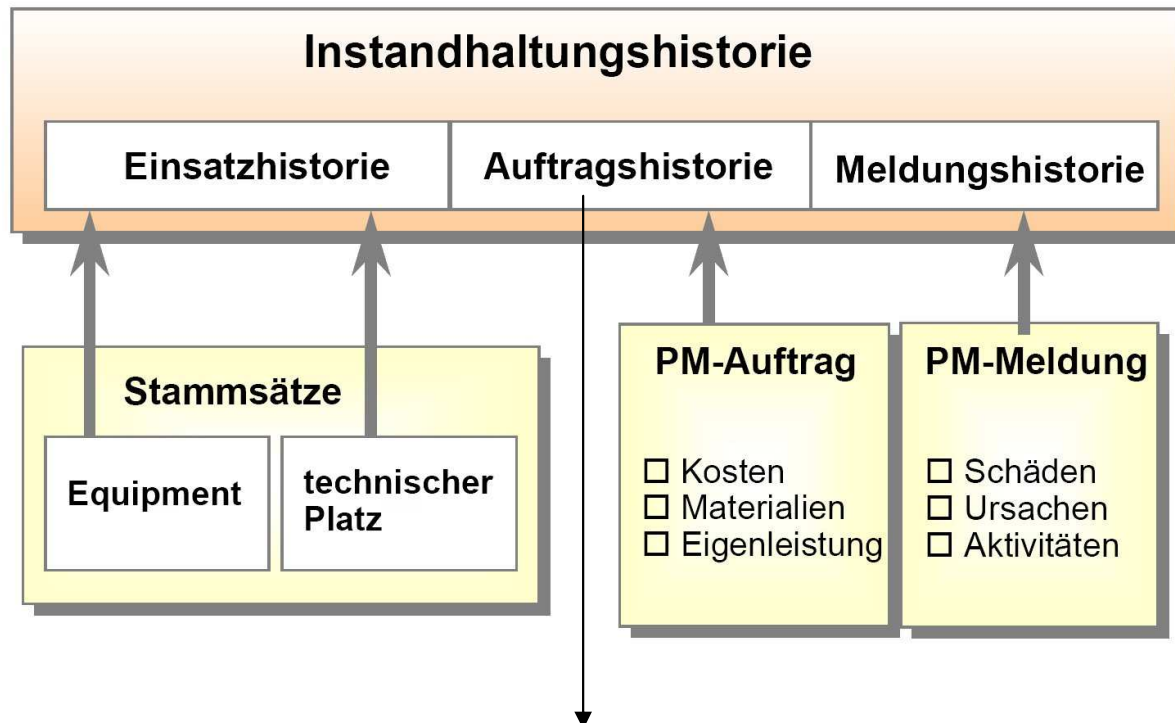 Instandhaltungshistorie
Einsatzhistorie
Auftragshistorie
Meldungshistorie
Stammsätze
Equipment
technischer
Platz
PM-Auftrag
Kosten
Materialien
Eigenleistung
PM-Meldung
Schäden
Ursachen
Aktivitäten